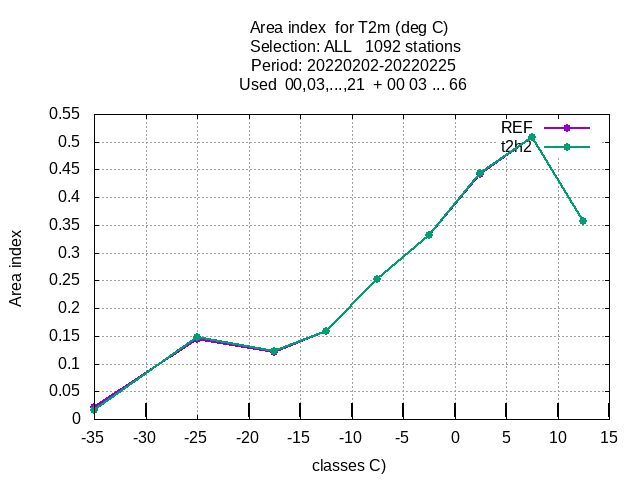 Area index  for T2m (deg C)
Selection: ALL   1092 stations
Period: 20220202-20220225
Used  00,03,...,21  + 00 03 ... 66
REF
t2h2
0.55
0.5
0.45
0.4
0.35
0.3
0.25
0.2
0.15
0.1
0.05
0
Area index
-35 -30 -25 -20 -15 -10 -5 0 5 10 15
classes C)